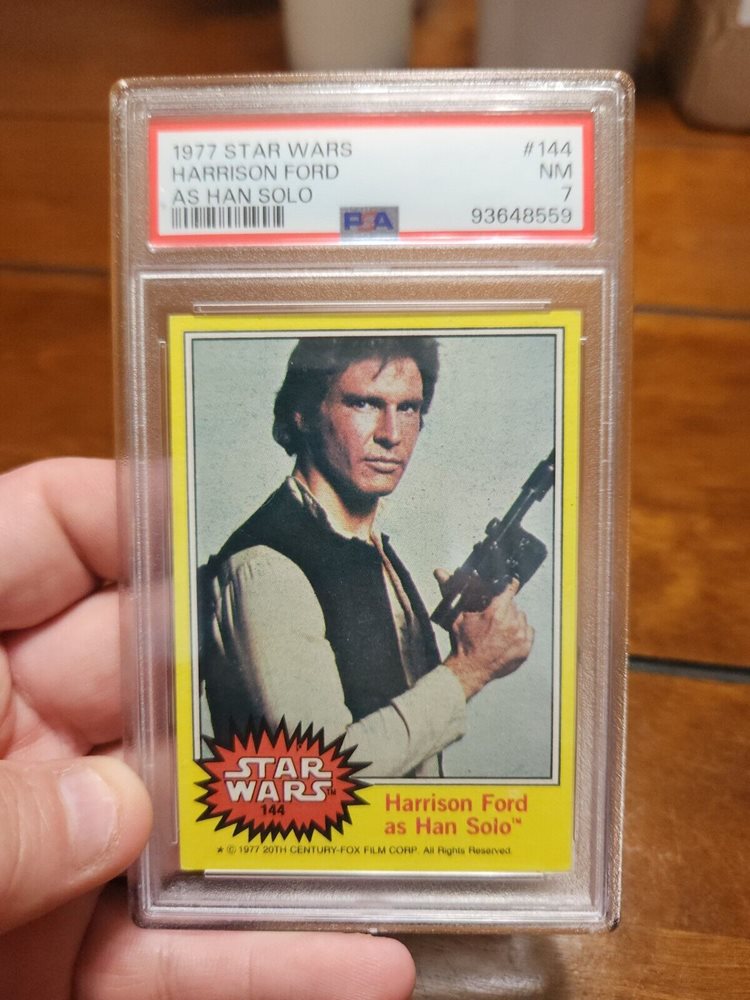 1977 STAR WARS #144
HARRISON FORD NM
AS HAN SOLO 7
PSA 93648559
STAR
WARS™
144
Harrison Ford
as Han Solo™
★ © 1977 20TH CENTURY-FOX FILM CORP. All Rights Reserved.